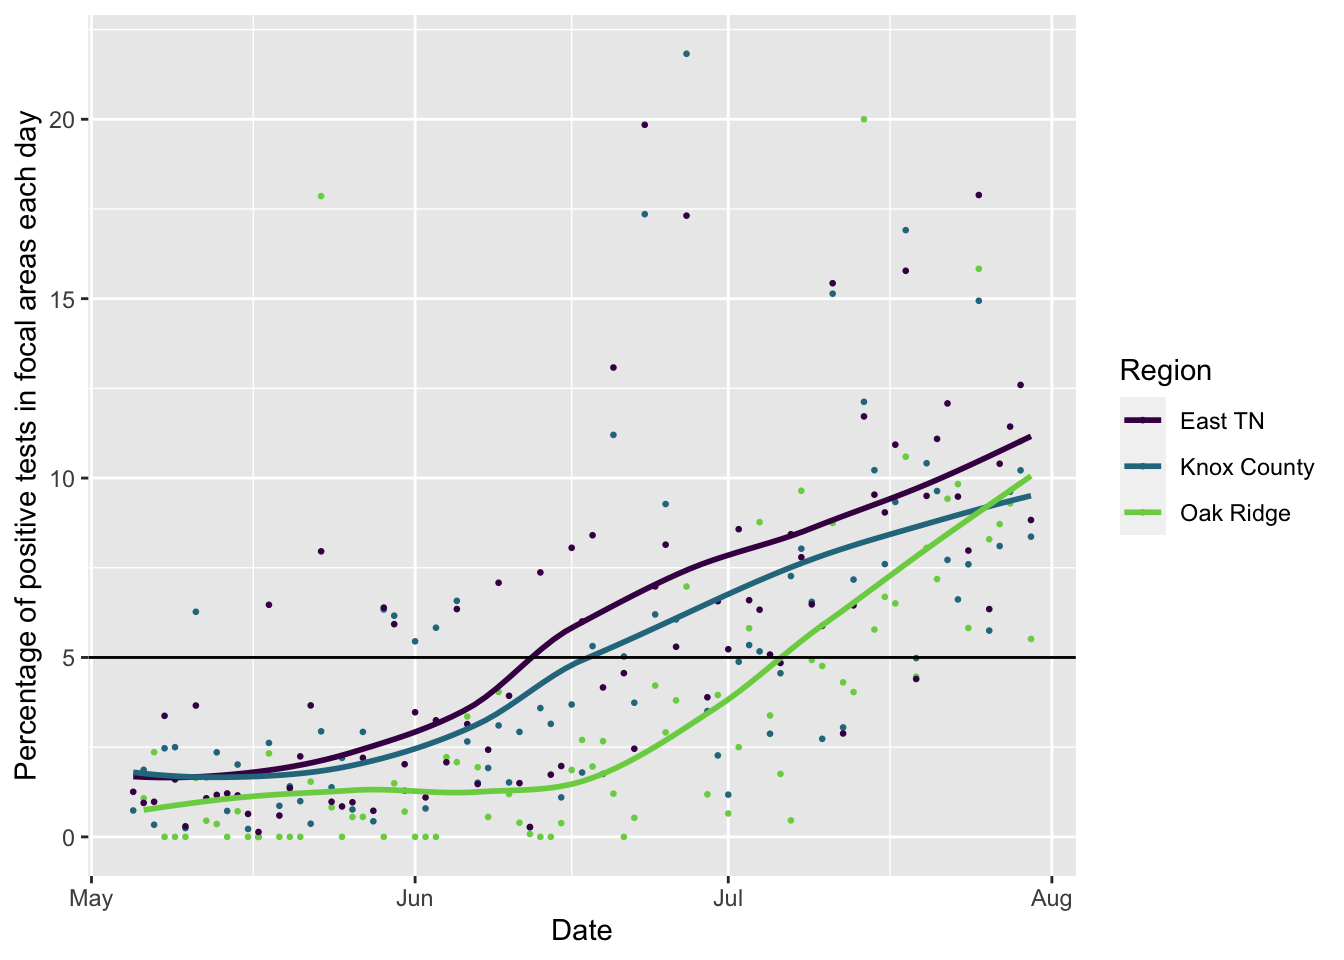 Percentage of positive tests in focal areas each day
20
15
10
5
0
May
Jun
Jul
Aug
Date
Region
East TN
Knox County
Oak Ridge